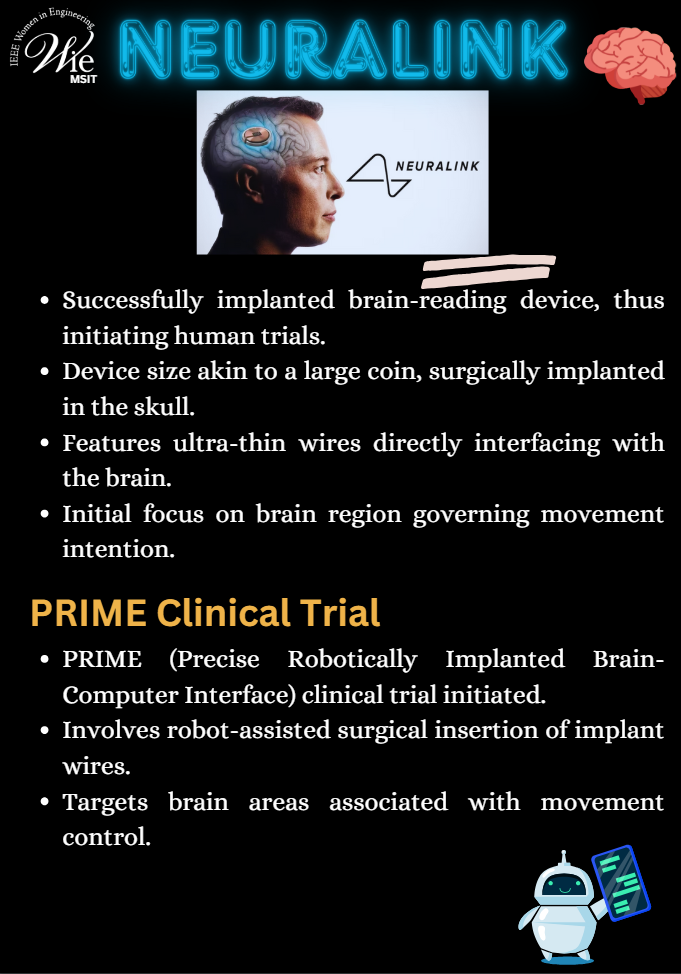 IEEE Women in Engineering
Wie
MSIT
NEURALINK
NEURALINK
• Successfully implanted brain-reading device, thus
initiating human trials.
• Device size akin to a large coin, surgically implanted
in the skull.
• Features ultra-thin wires directly interfacing with
the brain.
• Initial focus on brain region governing movement
intention.
PRIME Clinical Trial
• PRIME (Precise Robotically Implanted Brain-
Computer Interface) clinical trial initiated.
• Involves robot-assisted surgical insertion of implant
wires.
• Targets brain areas associated with movement
control.